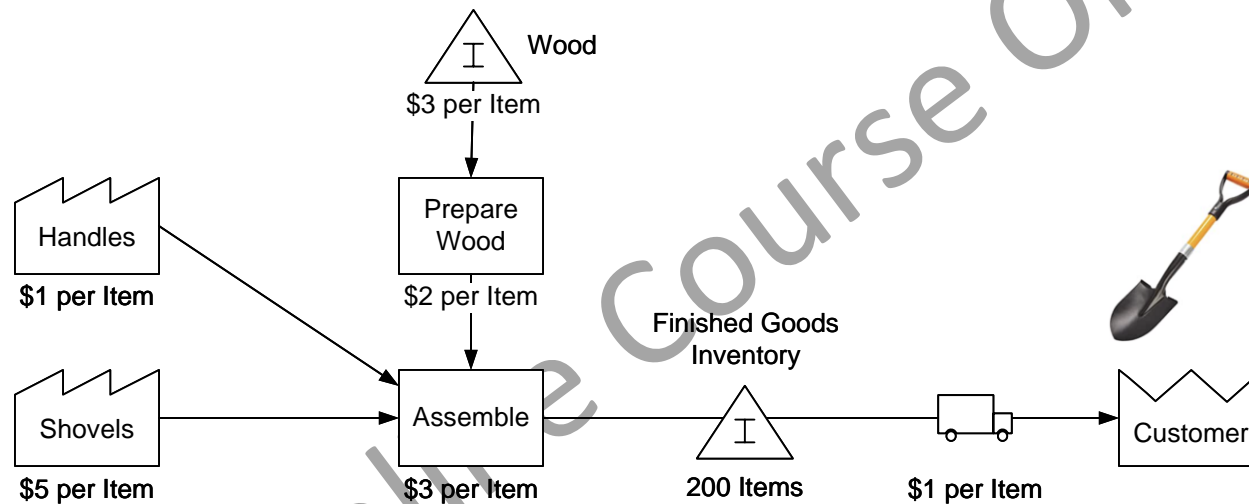 Wood
$3 per Item
Handles
$1 per Item
Prepare
Wood
$2 per Item
Finished Goods
Inventory
Shovels
$5 per Item
Assemble
$3 per Item
I
I
200 Items
$1 per Item
Customer
Course